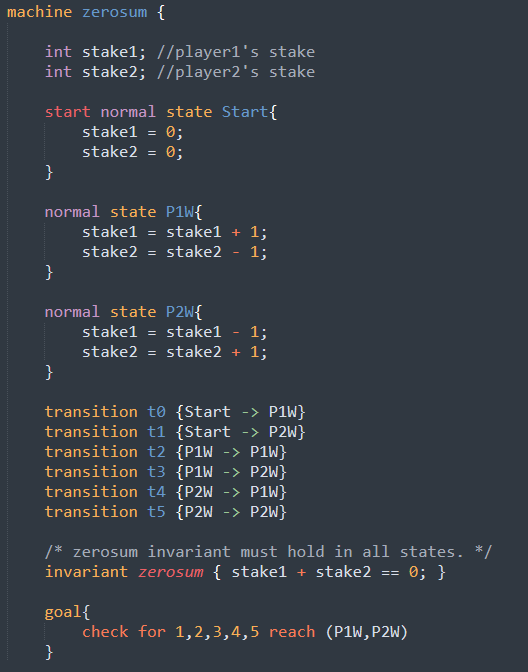 machine zerosum {
int stake1; //player1's stake
int stake2; //player2's stake
start normal state Start{
stake1 = 0;
stake2 = 0;
}
normal state P1W{
stake1 = stake1 + 1;
stake2 = stake2 - 1;
}
normal state P2W{
stake1 = stake1 - 1;
stake2 = stake2 + 1;
}
transition t0 {Start -> P1W}
transition t1 {Start -> P2W}
transition t2 {P1W -> P1W}
transition t3 {P1W -> P2W}
transition t4 {P2W -> P1W}
transition t5 {P2W -> P2W}
/* zerosum invariant must hold in all states. */
invariant zerosum { stake1 + stake2 == 0; }
goal{
check for 1,2,3,4,5 reach (P1W,P2W)
}